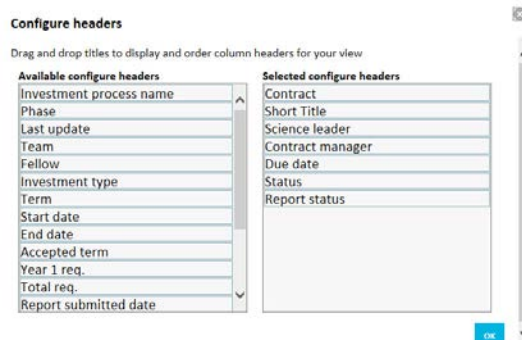 Configure headers
Drag and drop titles to display and order column headers for your view
Available configure headers
Investment process name
Phase
Last update
Team
Fellow
Investment type
Term
Start date
End date
Accepted term
Year 1 req.
Total req.
Report submitted date
Selected configure headers
Contract
Short Title
Science leader
Contract manager
Due date
Status
Report status
OK